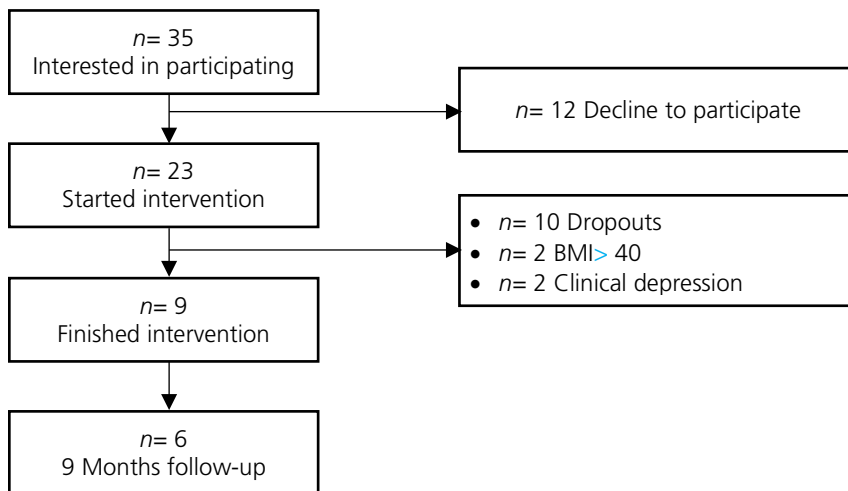 n= 35
Interested in participating
n= 12 Decline to participate
n= 23
Started intervention
• n= 10 Dropouts
• n= 2 BMI> 40
• n= 2 Clinical depression
n= 9
Finished intervention
n= 6
9 Months follow-up